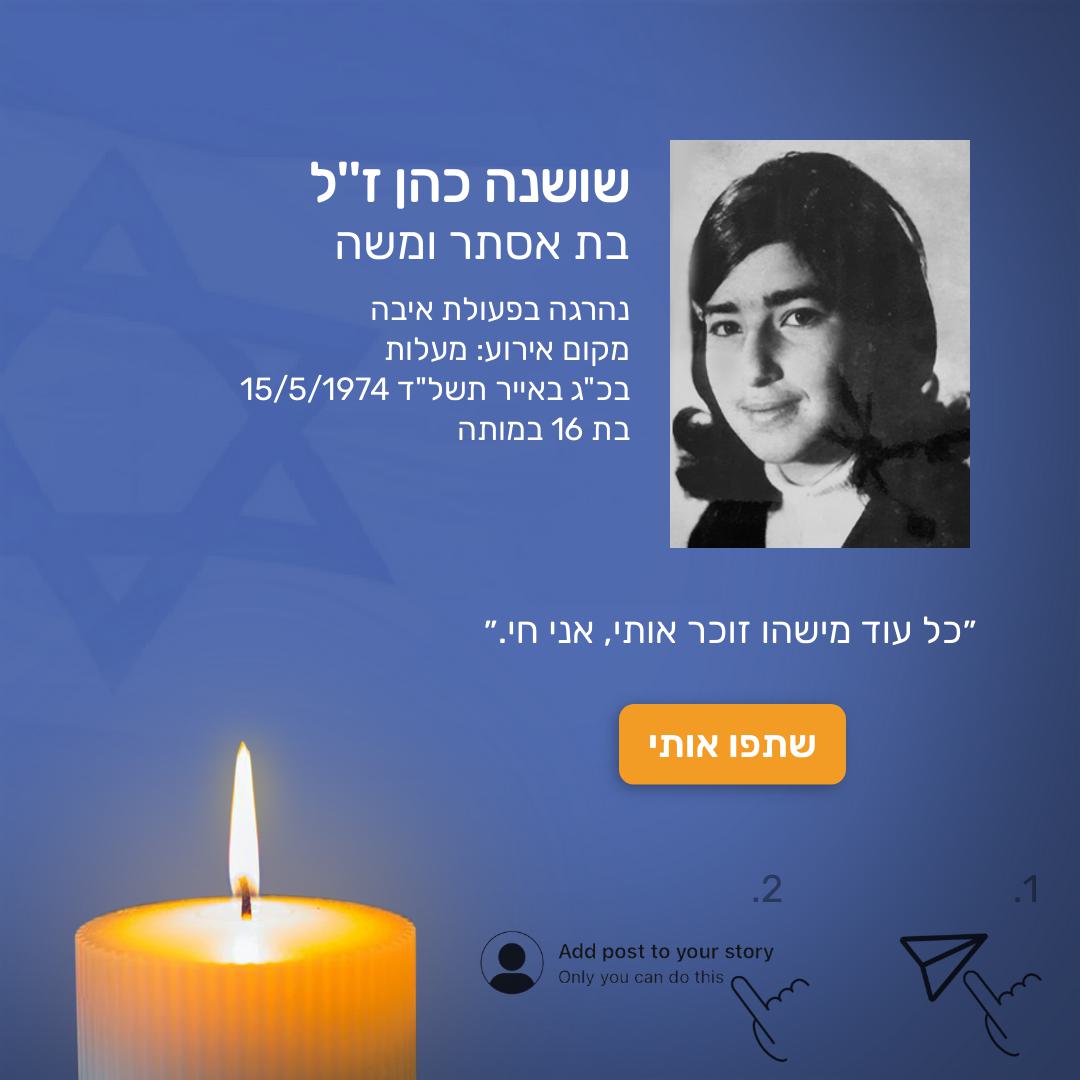 שושנה כהן ז"ל
בת אסתר ומשה
נהרגה בפעולת איבה
מקום אירוע: מעלות
בכ"ג באייר תשל"ד 15/5/1974
בת 16 במותה
״כל עוד מישהו זוכר אותי, אני חי.״
שתפו אותי
1.
2.
Add post to your story
Only you can do this